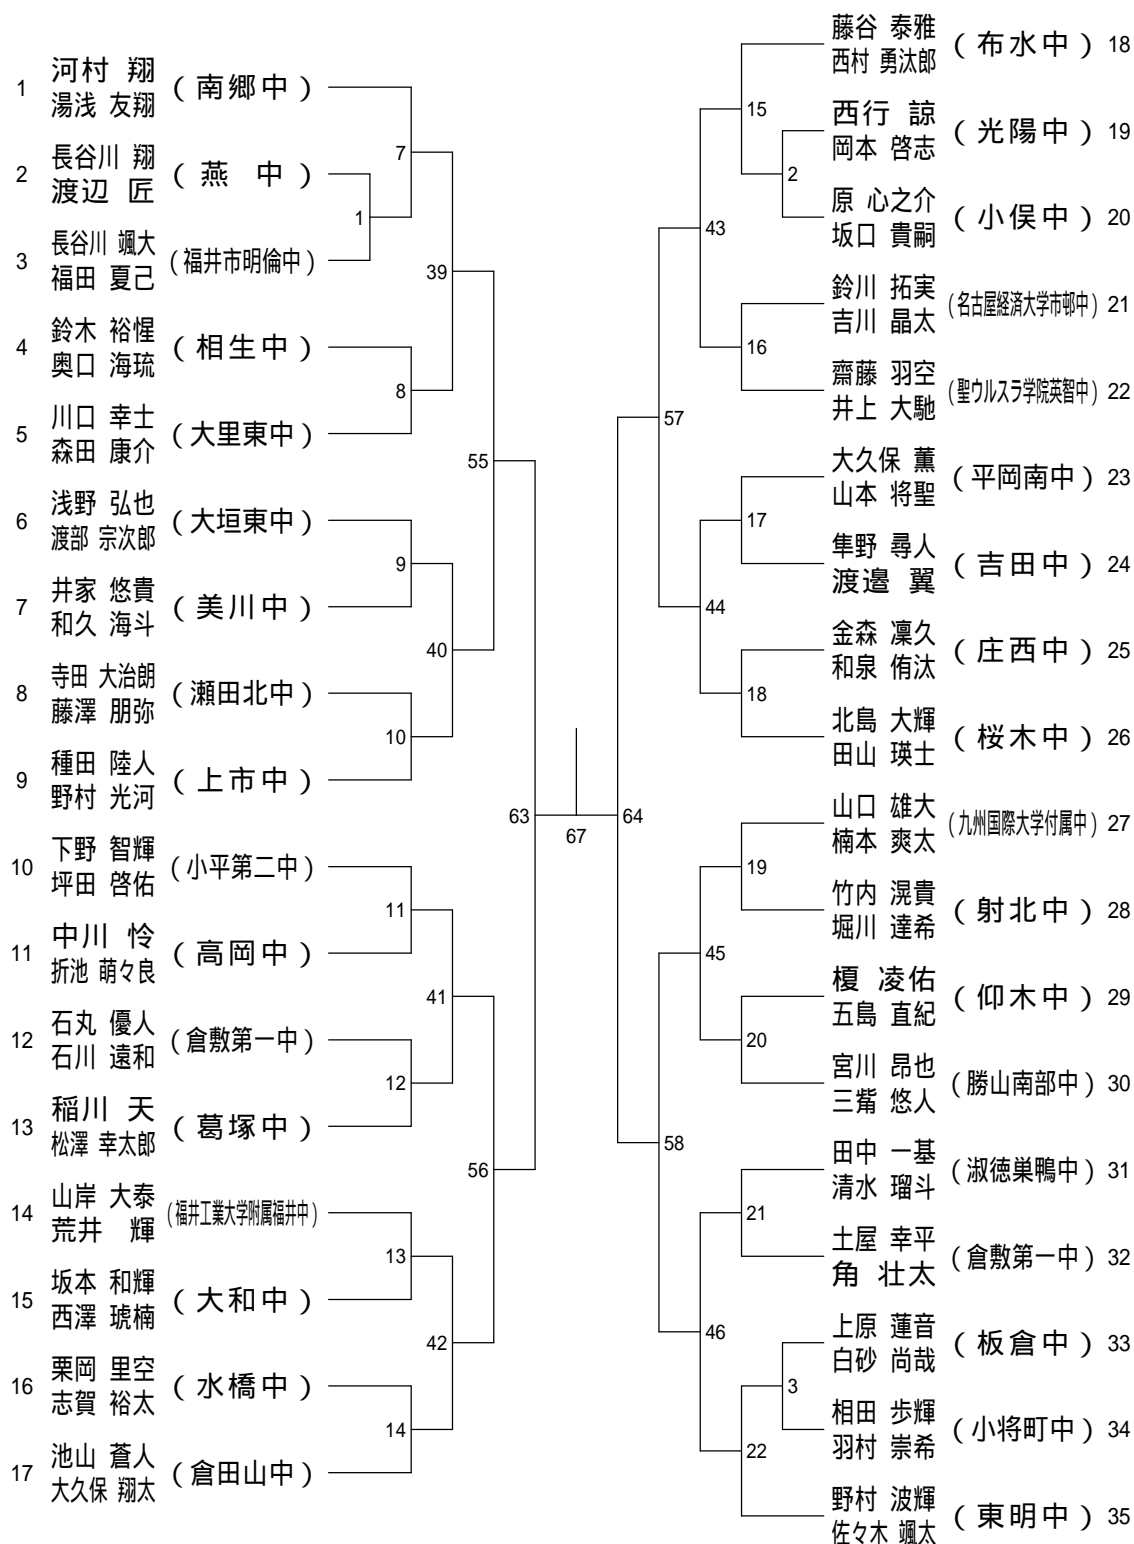 1 河村 翔 (南郷中)
湯浅 友翔
2 長谷川 翔 (燕 中)
渡辺 匠
3 長谷川 颯大 (福井市明倫中)
福田 夏己
4 鈴木 裕惺 (相生中)
奥口 海琉
5 川口 幸士 (大里東中)
森田 康介
6 浅野 弘也 (大垣東中)
渡部 宗次郎
7 井家 悠貴 (美川中)
和久 海斗
8 寺田 大治朗 (瀬田北中)
藤澤 朋弥
9 種田 陸人 (上市中)
野村 光河
10 下野 智輝 (小平第二中)
坪田 啓佑
11 中川 怜 (高岡中)
折池 萌々良
12 石丸 優人 (倉敷第一中)
石川 遠和
13 稲川 天 (葛塚中)
松澤 幸太郎
14 山岸 大泰 (福井工業大学附属福井中)
荒井 輝
15 坂本 和輝 (大和中)
西澤 琥楠
16 栗岡 里空 (水橋中)
志賀 裕太
17 池山 蒼人 (倉田山中)
大久保 翔太
1
7
8
9
10
11
12
13
14
39
40
41
42
55
56
63
67
64
57
58
43
44
45
46
15
2
16
17
18
19
20
21
3
22
藤谷 泰雅 (布水中) 18
西村 勇汰郎
西行 諒 (光陽中) 19
岡本 啓志
原 心之介 (小俣中) 20
坂口 貴嗣
鈴川 拓実 (名古屋経済大学市邨中) 21
吉川 晶太
齋藤 羽空 (聖ウルスラ学院英智中) 22
井上 大馳
大久保 薫 (平岡南中) 23
山本 将聖
隼野 尋人 (吉田中) 24
渡邉 翼
金森 凜久 (庄西中) 25
和泉 侑汰
北島 大輝 (桜木中) 26
田山 瑛士
山口 雄大 (九州国際大学付属中) 27
楠本 爽太
竹内 滉貴 (射北中) 28
堀川 達希
榎 凌佑 (仰木中) 29
五島 直紀
宮川 昂也 (勝山南部中) 30
三觜 悠人
田中 一基 (淑徳巣鴨中) 31
清水 瑠斗
土屋 幸平 (倉敷第一中) 32
角 壮太
上原 蓮音 (板倉中) 33
白砂 尚哉
相田 歩輝 (小将町中) 34
羽村 崇希
野村 波輝 (東明中) 35
佐々木 颯太